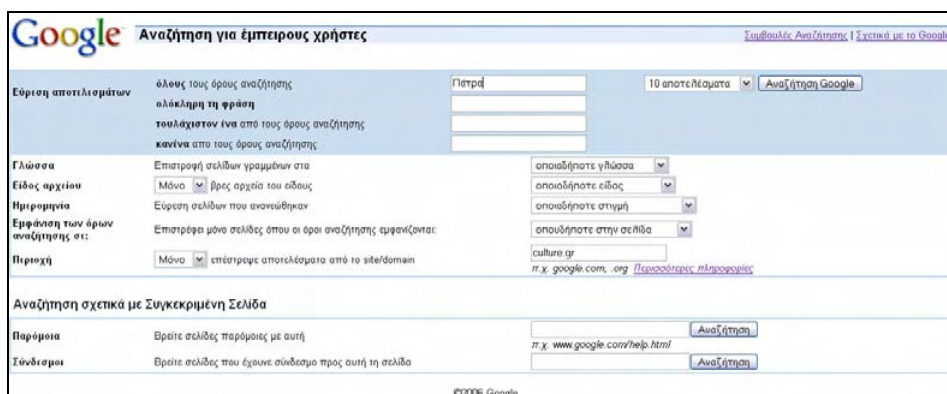 Google Αναζήτηση για έμπειρους χρήστες Συμβουλές Αναζήτησης | Σχετικά με το Google
Εύριση αποτελεσμάτων
όλους τους όρους αναζήτησης Πάτρα 10 αποτελέσματα Αναζήτηση Google
ολόκληρη τη φράση
τουλάχιστον ένα από τους όρους αναζήτησης
κανένα απο τους όρους αναζήτησης
Γλώσσα Επιστροφή σελίδων γραμμένων στα οποιαδήποτε γλώσσα
Είδος αρχείου Μόνο βρες αρχεία του είδους οποιαδήποτε είδος
Ημερομηνία Εύρεση σελίδων που ανανεώθηκαν οποιαδήποτε στιγμή
Εμφάνιση των όρων αναζήτησης σε: Επιστρέφει μόνο σελίδες όπου οι όροι αναζήτησης εμφανίζονται: οπουδήποτε στην σελίδα
Περιοχή Μόνο επέστρεψε αποτελέσματα από το site/domain culture.gr
π.χ. google.com, .org Περισσότερες πληροφορίες
Αναζήτηση σχετικά με Συγκεκριμένη Σελίδα
Παρόμοια Βρείτε σελίδες παρόμοιες με αυτή Αναζήτηση
π.χ. www.google.com/help.html
Σύνδεσμοι Βρείτε σελίδες που έχουνε σύνδεσμο προς αυτή τη σελίδα Αναζήτηση
©2006 Google